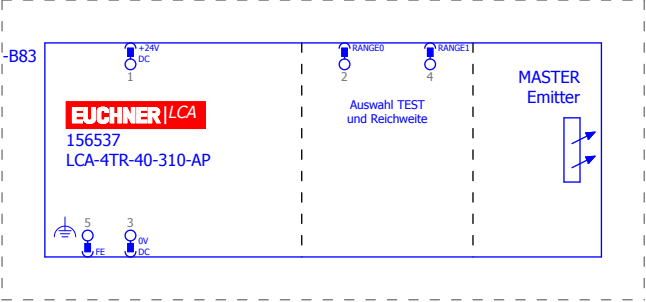 -B83
+24V
DC
1
RANGE0
2
RANGE1
4
MASTER
Emitter
EUCHNER LCA
Auswahl TEST
und Reichweite
156537
LCA-4TR-40-310-AP
5
FE
3
0V
DC